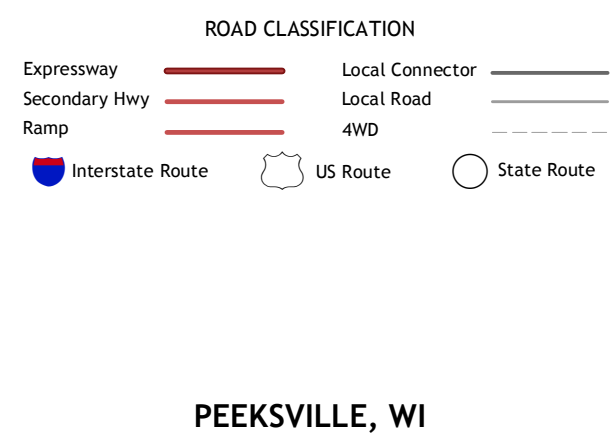 ROAD CLASSIFICATION
Expressway
Secondary Hwy
Ramp
Local Connector
Local Road
4WD
Interstate Route
US Route
State Route
PEEKSVILLE, WI